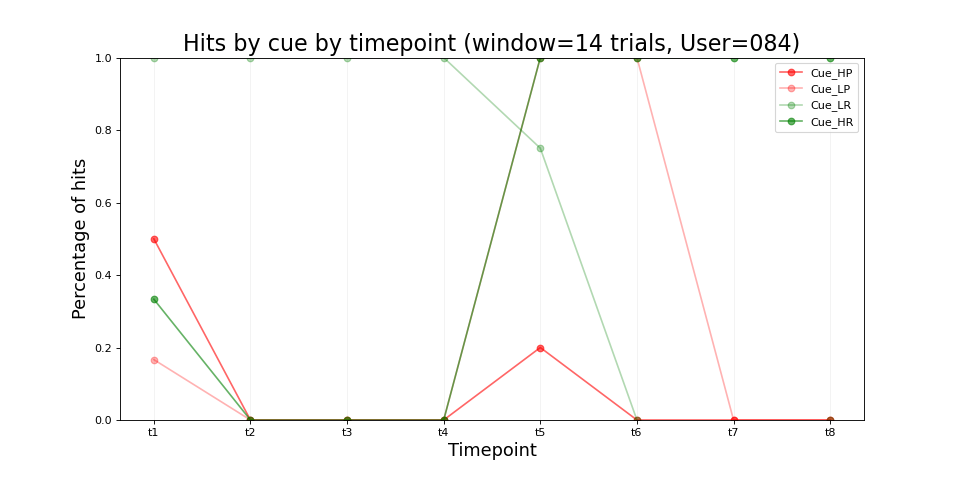 Hits by cue by timepoint (window=14 trials, User=084)
1.0
0.8
0.6
0.4
0.2
0.0
Percentage of hits
Cue_HP
Cue_LP
Cue_LR
Cue_HR
t1 t2 t3 t4 t5 t6 t7 t8
Timepoint